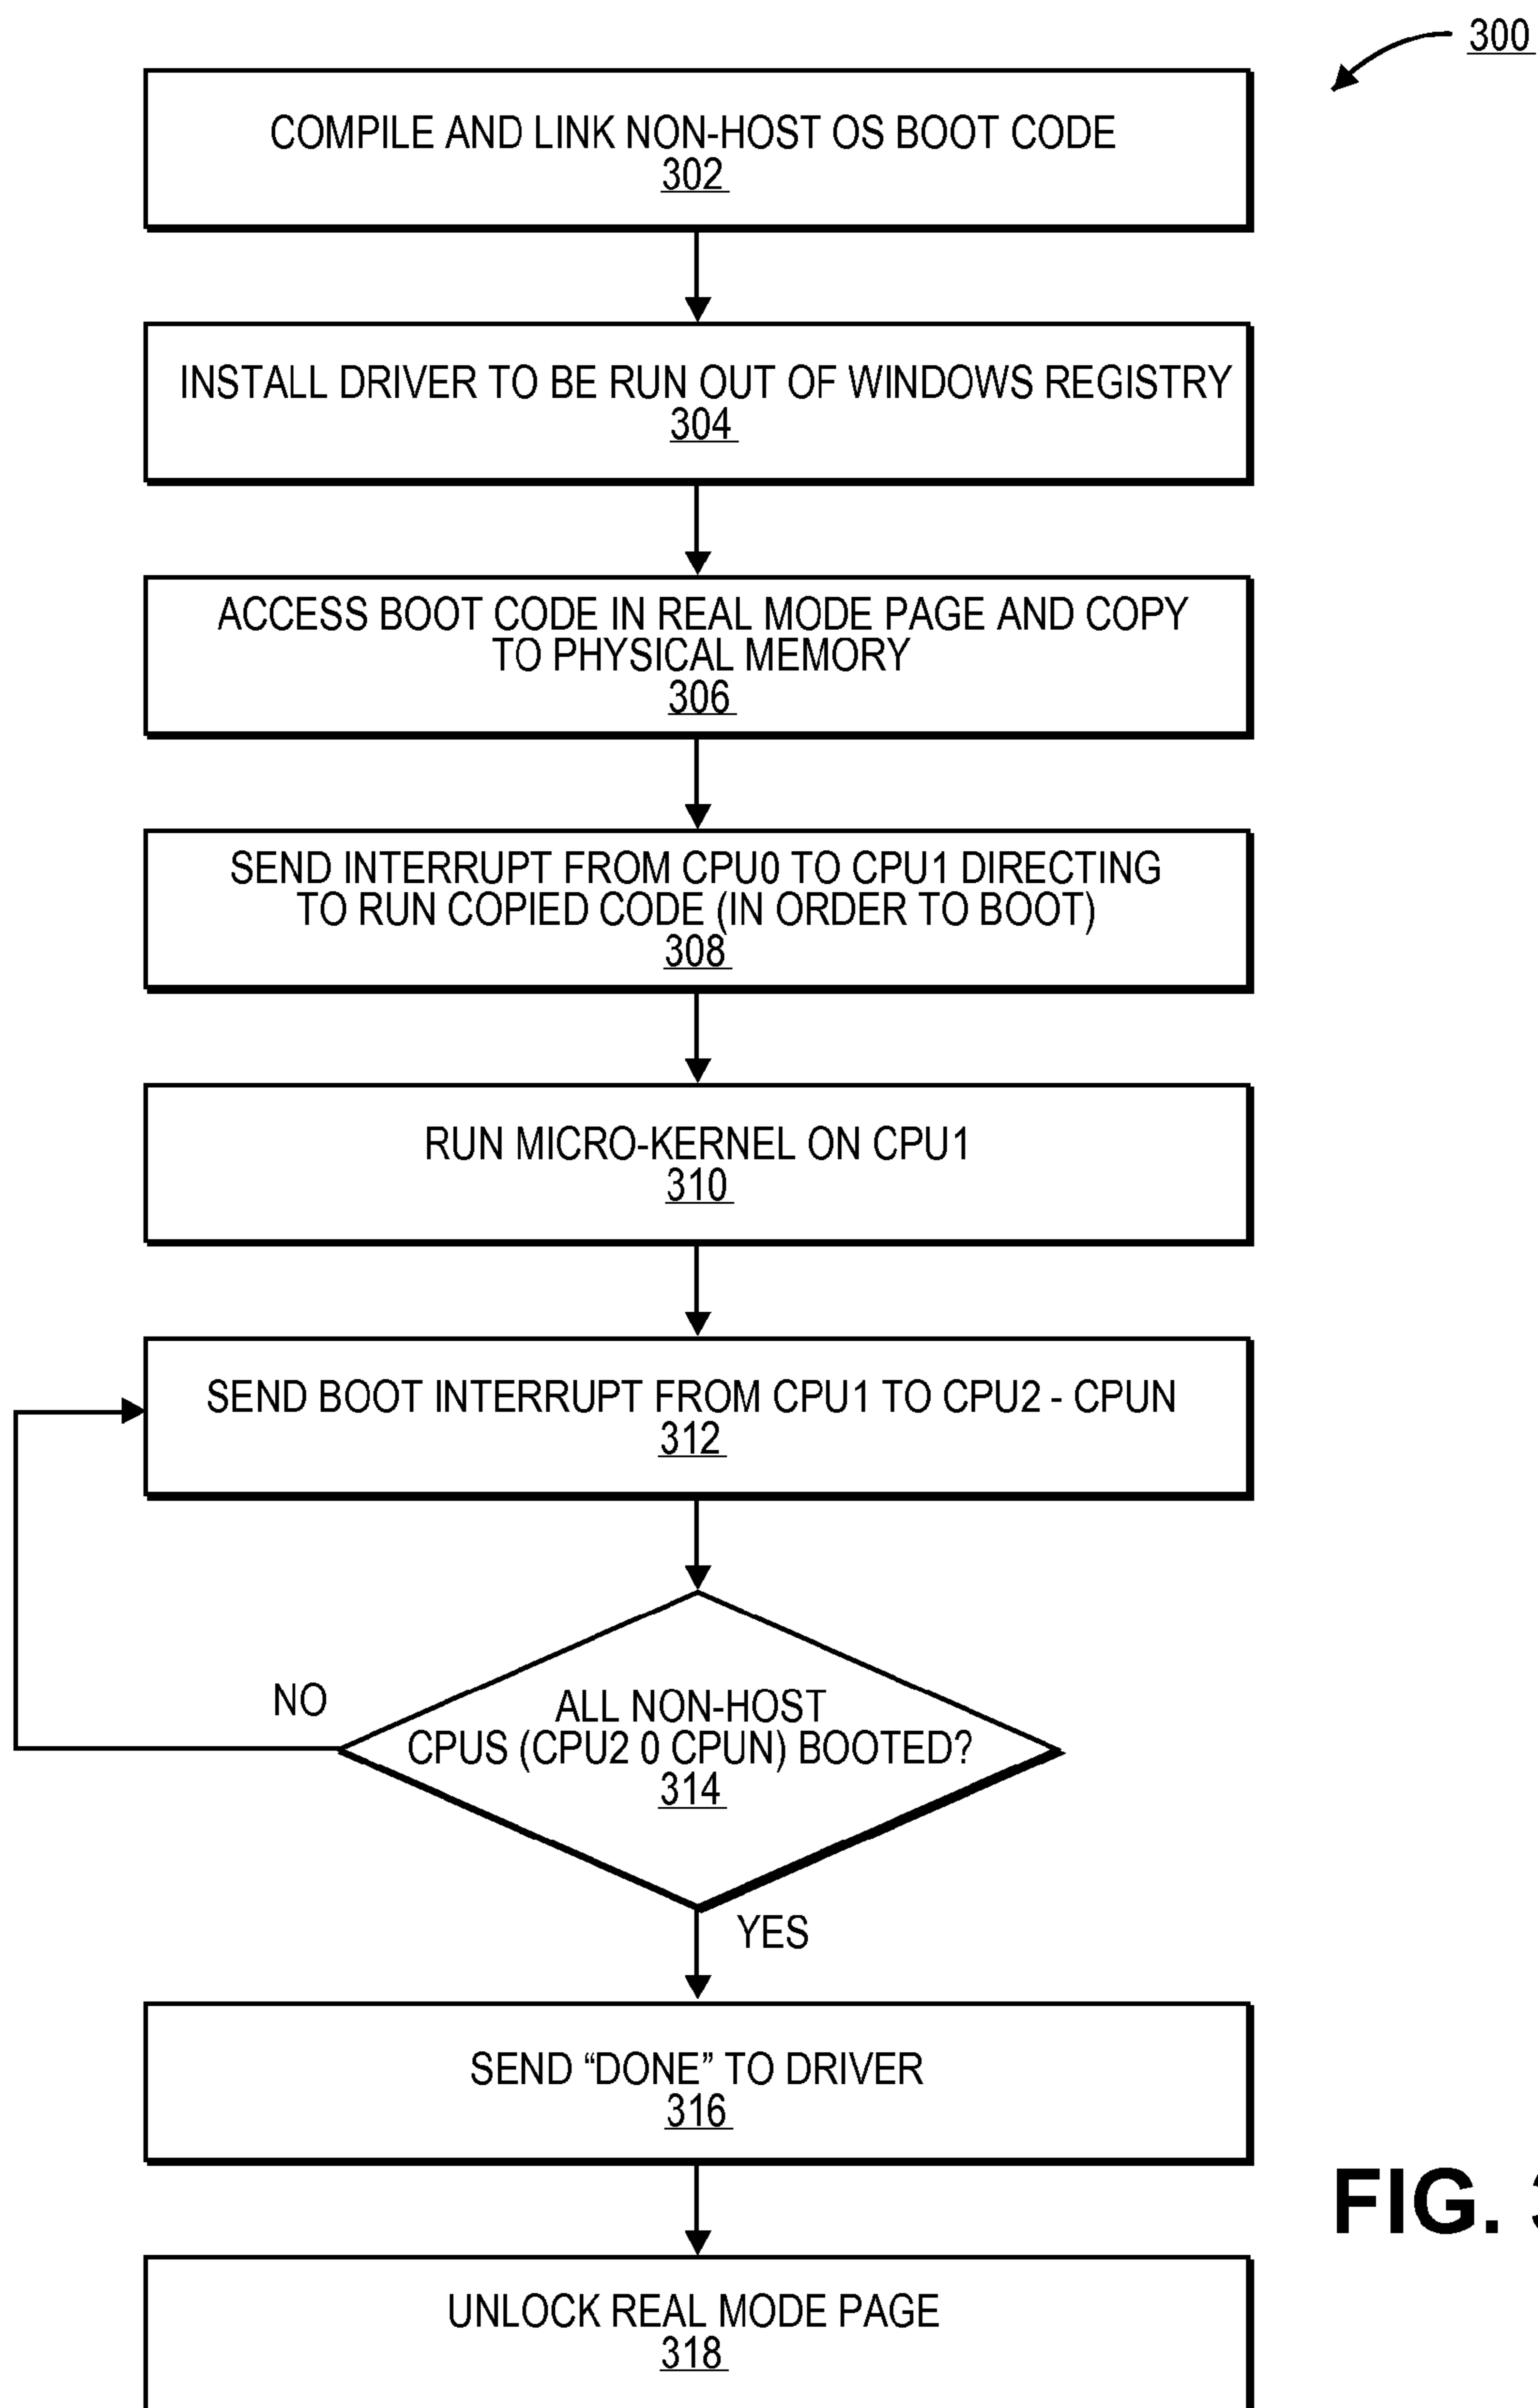 300
COMPILE AND LINK NON-HOST OS BOOT CODE
302
INSTALL DRIVER TO BE RUN OUT OF WINDOWS REGISTRY
304
ACCESS BOOT CODE IN REAL MODE PAGE AND COPY
TO PHYSICAL MEMORY
306
SEND INTERRUPT FROM CPU0 TO CPU1 DIRECTING
TO RUN COPIED CODE (IN ORDER TO BOOT)
308
RUN MICRO-KERNEL ON CPU1
310
SEND BOOT INTERRUPT FROM CPU1 TO CPU2 - CPUN
312
NO
ALL NON-HOST
CPUS (CPU2 0 CPUN) BOOTED?
314
YES
SEND “DONE” TO DRIVER
316
FIG.
UNLOCK REAL MODE PAGE
318